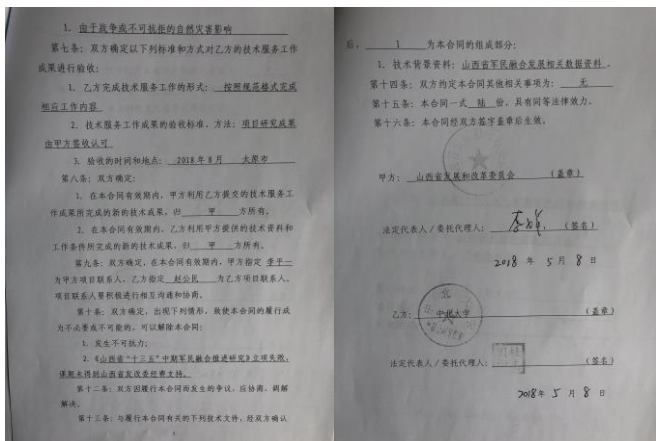 1. 由于战争或不可抗拒的自然灾害影响
第七条：双方确定以下列标准和方式对乙方的技术服务工作
成果进行验收：
1. 乙方完成技术服务工作的形式：按照规范格式完成
相应工作内容
2. 技术服务工作成果的验收标准、方法：项目研究成果
由甲方签收认可
3. 验收的时间和地点：2018年8月 太原市
第八条：双方确定：
1. 在本合同有效期内，甲方利用乙方提交的技术服务工
作成果所完成的新的技术成果，归 甲 方所有。
2. 在本合同有效期内，乙方利用甲方提供的技术资料和
工作条件所完成的新的技术成果，归 甲 方所有。
第九条：双方确定，在本合同有效期内，甲方指定 李平一
为甲方项目联系人，乙方指定 赵公民 为乙方项目联系人，
项目联系人要积极进行相互沟通和协商。
第十条：双方确定，出现下列情形，致使本合同的履行成
为不必要或不可能的，可以解除本合同：
1. 发生不可抗力；
2. 《山西省“十三五”中期军民融合推进研究》立项失败，
课题未得到山西省发改委经费支持。
第十二条：双方因履行本合同而发生的争议，应协商、调解
解决。
第十三条：与履行本合同有关的下列技术文件，经双方确认
后， 1 为本合同的组成部分：
1. 技术背景资料：山西省军民融合发展相关数据资料。
第十四条：双方约定本合同其他相关事项为： 无
第十五条：本合同一式 陆 份，具有同等法律效力。
第十六条：本合同经双方签字盖章后生效。
甲方：山西省发展和改革委员会 （盖章）
法定代表人/委托代理人： （签名）
2018 年 5 月 8 日
乙方：中北大学 （盖章）
法定代表人/委托代理人： （签名）
2018年 5 月 8 日